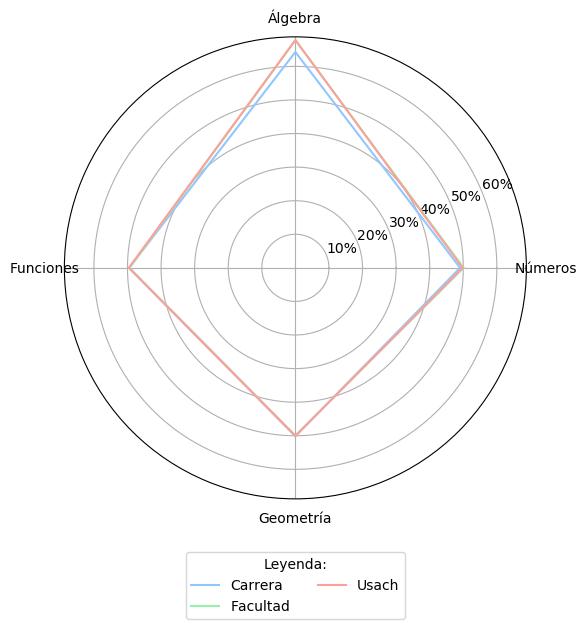 Álgebra
60%
50%
40%
30%
20%
10%
Funciones
Números
Geometría
Leyenda:
Carrera
Usach
Facultad